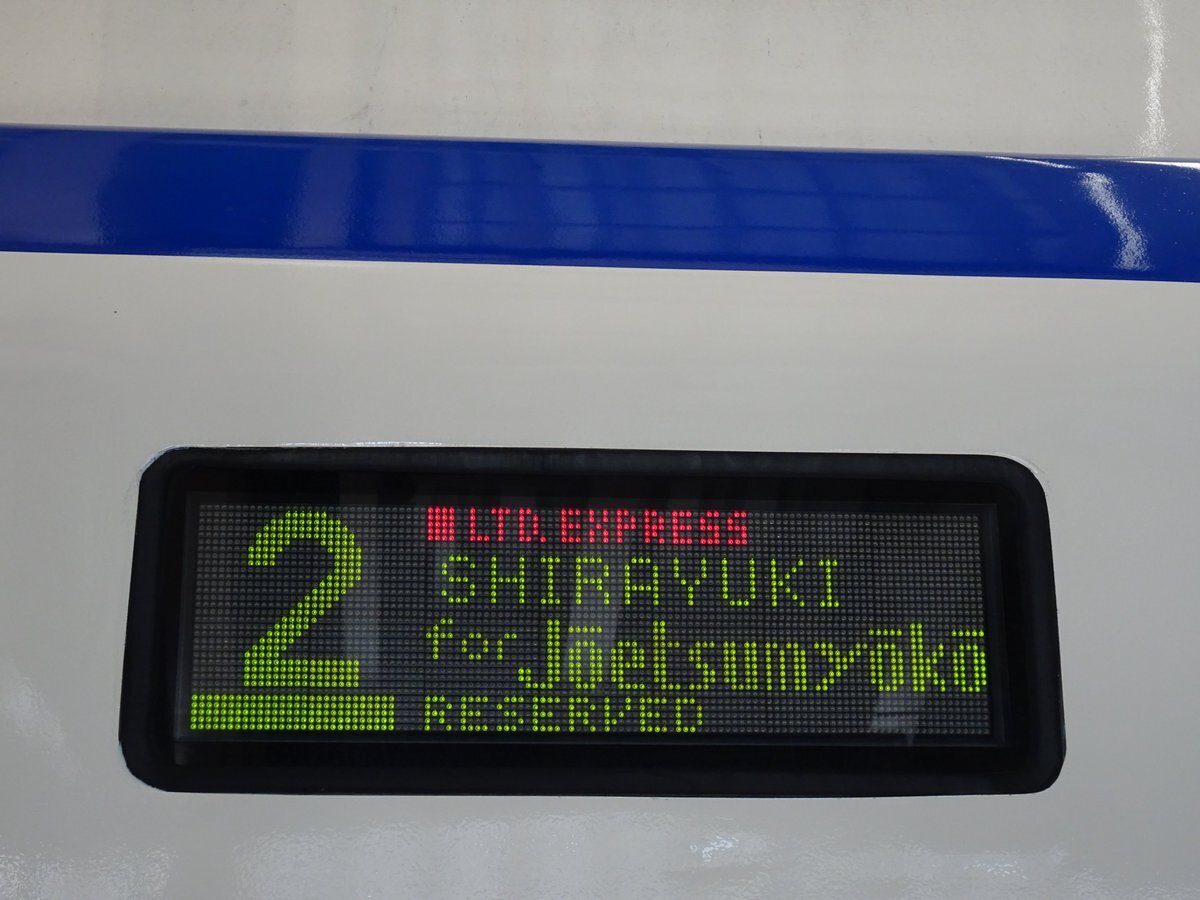 2
LTD. EXPRESS
SHIRAYUKI
for Jōetsumyōkō
RESERVED